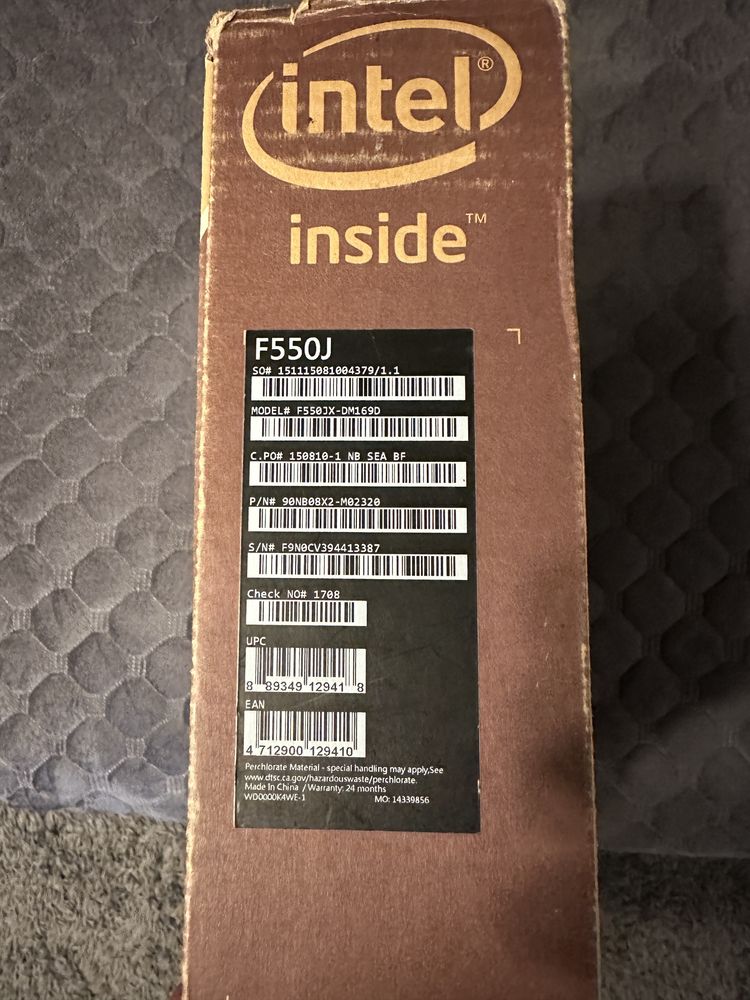 intel®
inside™
F550J
SO# 151115081004379/1.1
MODEL# F550JX-DM169D
C.PO# 150810-1 NB SEA BF
P/N# 90NB08X2-M02320
S/N# F9N0CV394413387
Check NO# 1708
UPC
8 89349 12941 8
EAN
4 712900 129410
Perchlorate Material - special handling may apply,See
www.dtsc.ca.gov/hazardouswaste/perchlorate.
Made In China / Warranty: 24 months
WD0000K4WE-1 MO: 14339856